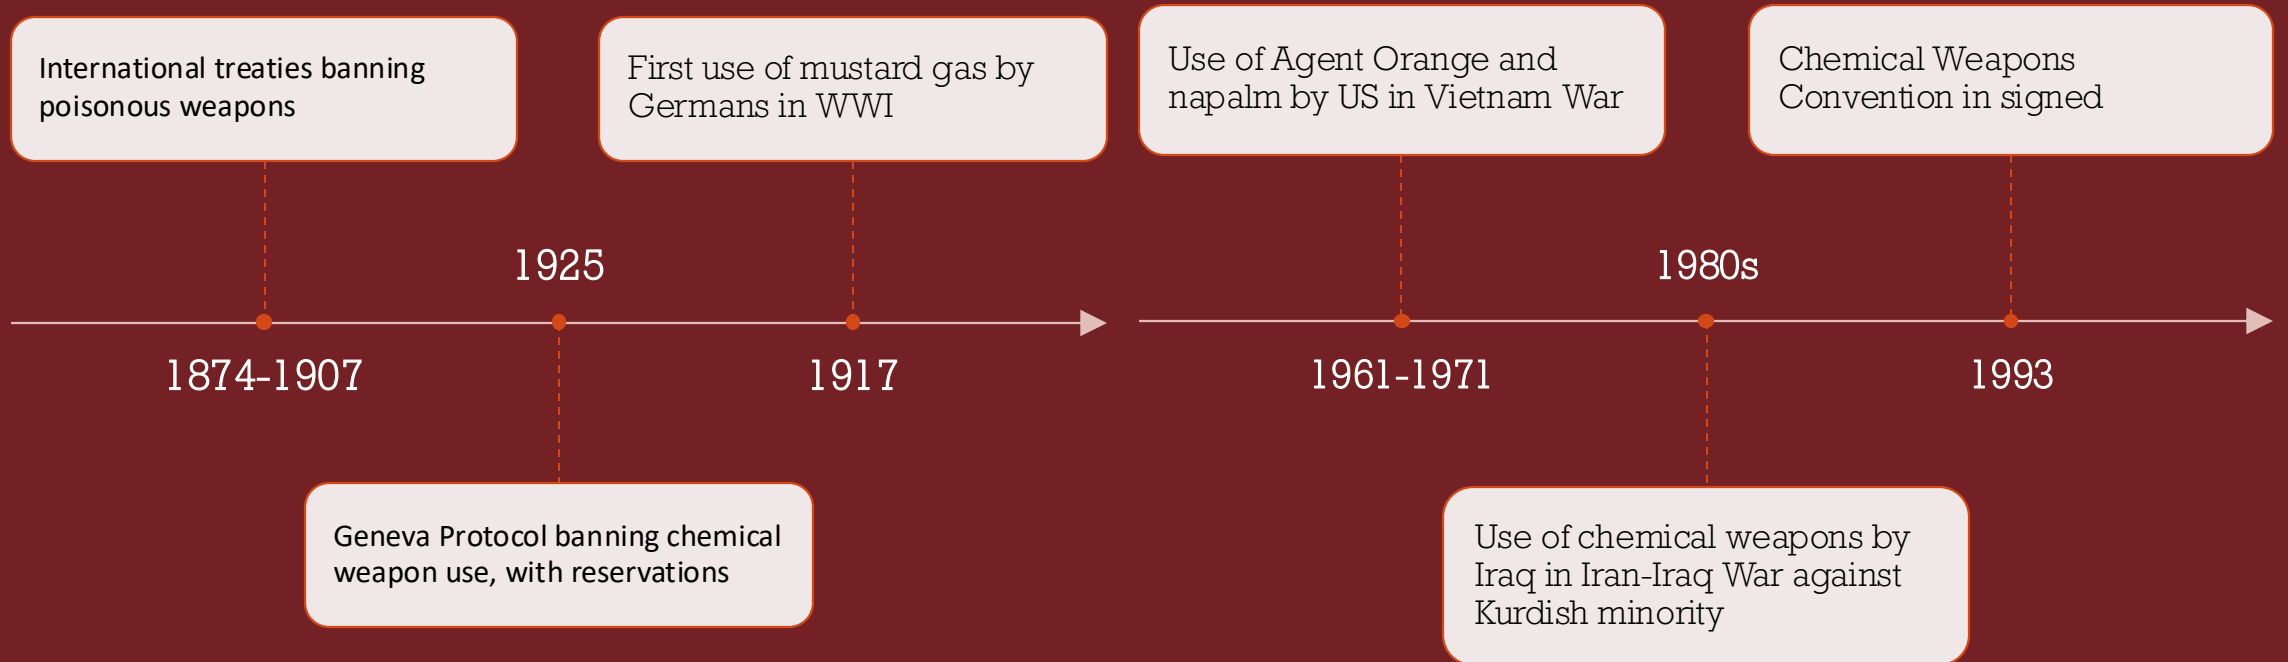 International treaties banning
poisonous weapons
First use of mustard gas by
Germans in WWI
Use of Agent Orange and
napalm by US in Vietnam War
Chemical Weapons
Convention in signed
1925
1980s
1874-1907
1917
1961-1971
1993
Geneva Protocol banning chemical
weapon use, with reservations
Use of chemical weapons by
Iraq in Iran-Iraq War against
Kurdish minority